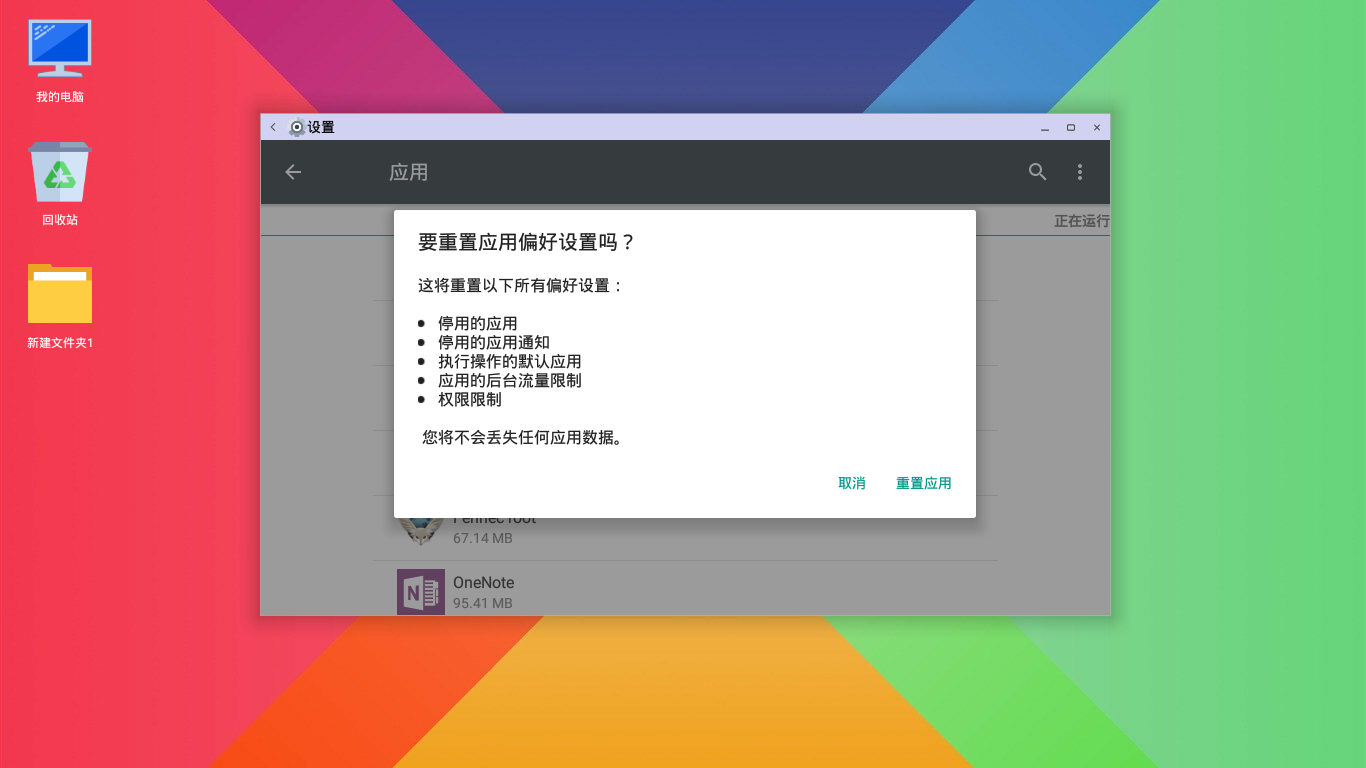 我的电脑
回收站
新建文件夹1
设置
应用
正在运行
要重置应用偏好设置吗？
这将重置以下所有偏好设置：
停用的应用
停用的应用通知
执行操作的默认应用
应用的后台流量限制
权限限制
您将不会丢失任何应用数据。
取消
重置应用
Fennec root
67.14 MB
OneNote
95.41 MB